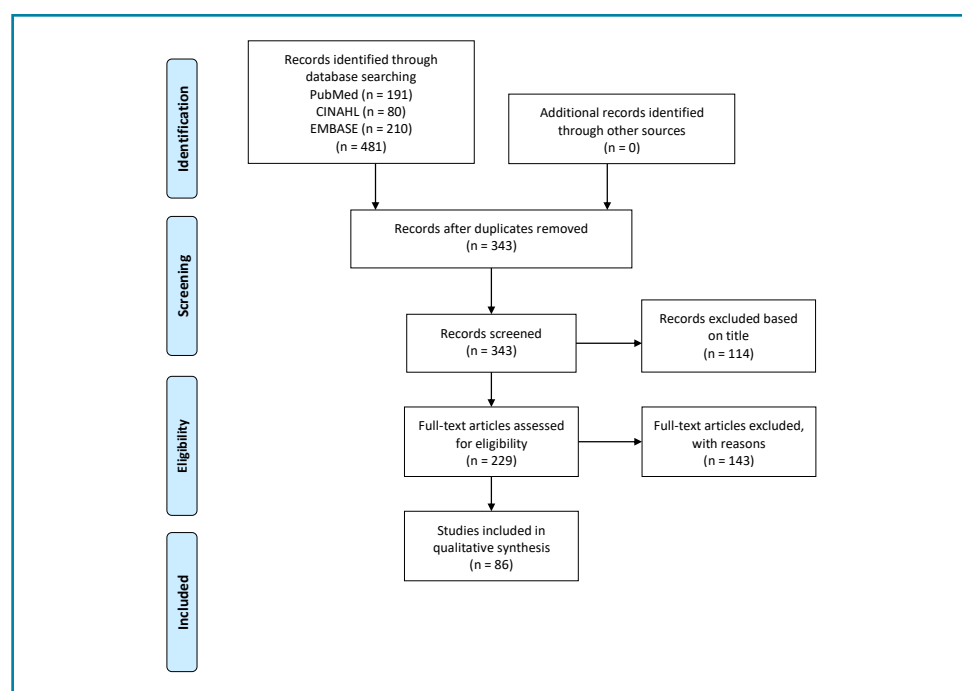 Identification
Records identified through
database searching
PubMed (n = 191)
CINAHL (n = 80)
EMBASE (n = 210)
(n = 481)
Additional records identified
through other sources
(n = 0)
Screening
Records after duplicates removed
(n = 343)
Records screened
(n = 343)
Records excluded based
on title
(n = 114)
Eligibility
Full-text articles assessed
for eligibility
(n = 229)
Full-text articles excluded,
with reasons
(n = 143)
Included
Studies included in
qualitative synthesis
(n = 86)